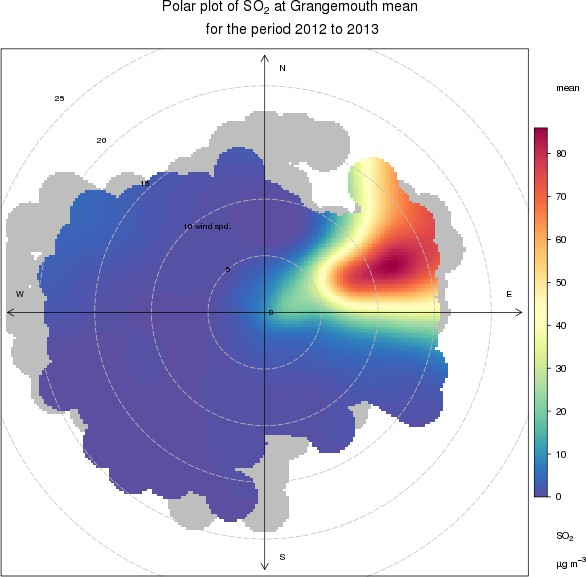 Polar plot of SO₂ at Grangemouth mean
for the period 2012 to 2013
N
mean
25
20
80
15
70
10 wind spd.
60
5
50
W
E
0
40
30
20
10
0
SO₂
S
µg m⁻³